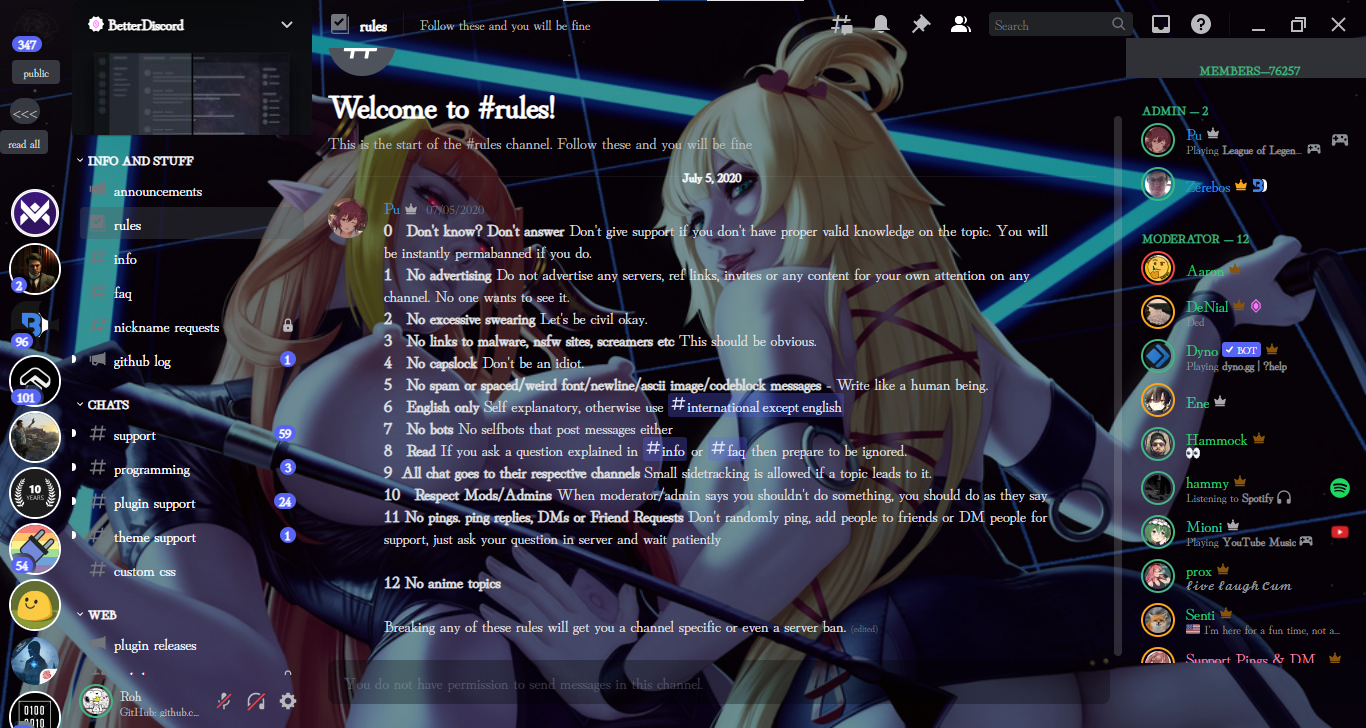 347
public
<<<
read all
2
96
101
10
YEARS
54
0100
0010
BetterDiscord
INFO AND STUFF
announcements
rules
info
faq
nickname requests
github log
1
CHATS
support
59
programming
3
plugin support
24
theme support
1
custom css
WEB
plugin releases
Roh
GitHub: github.c...
rules
Follow these and you will be fine
Search
Welcome to #rules!
This is the start of the #rules channel. Follow these and you will be fine
July 5, 2020
Pu 07/05/2020
0 Don't know? Don't answer Don't give support if you don't have proper valid knowledge on the topic. You will
be instantly permabanned if you do.
1 No advertising Do not advertise any servers, ref links, invites or any content for your own attention on any
channel. No one wants to see it.
2 No excessive swearing Let's be civil okay.
3 No links to malware, nsfw sites, screamers etc This should be obvious.
4 No capslock Don't be an idiot.
5 No spam or spaced/weird font/newline/ascii image/codeblock messages - Write like a human being.
6 English only Self explanatory, otherwise use #international except english
7 No bots No selfbots that post messages either
8 Read If you ask a question explained in #info or #faq then prepare to be ignored.
9 All chat goes to their respective channels Small sidetracking is allowed if a topic leads to it.
10 Respect Mods/Admins When moderator/admin says you shouldn't do something, you should do as they say
11 No pings. ping replies, DMs or Friend Requests Don't randomly ping, add people to friends or DM people for
support, just ask your question in server and wait patiently
12 No anime topics
Breaking any of these rules will get you a channel specific or even a server ban. (edited)
You do not have permission to send messages in this channel.
MEMBERS—76257
ADMIN — 2
Pu
Playing League of Legen...
Zerebos
MODERATOR — 12
Aaron
DeNial
Ded
Dyno BOT
Playing dyno.gg | ?help
Ene
Hammock
👀
hammy
Listening to Spotify
Mioni
Playing YouTube Music
prox
𝓁𝒾𝓋𝑒 𝓁𝒶𝓊𝑔𝒽 𝒞𝓊𝓂
Senti
🇺🇸 I'm here for a fun time, not a...
Support Pings & DM